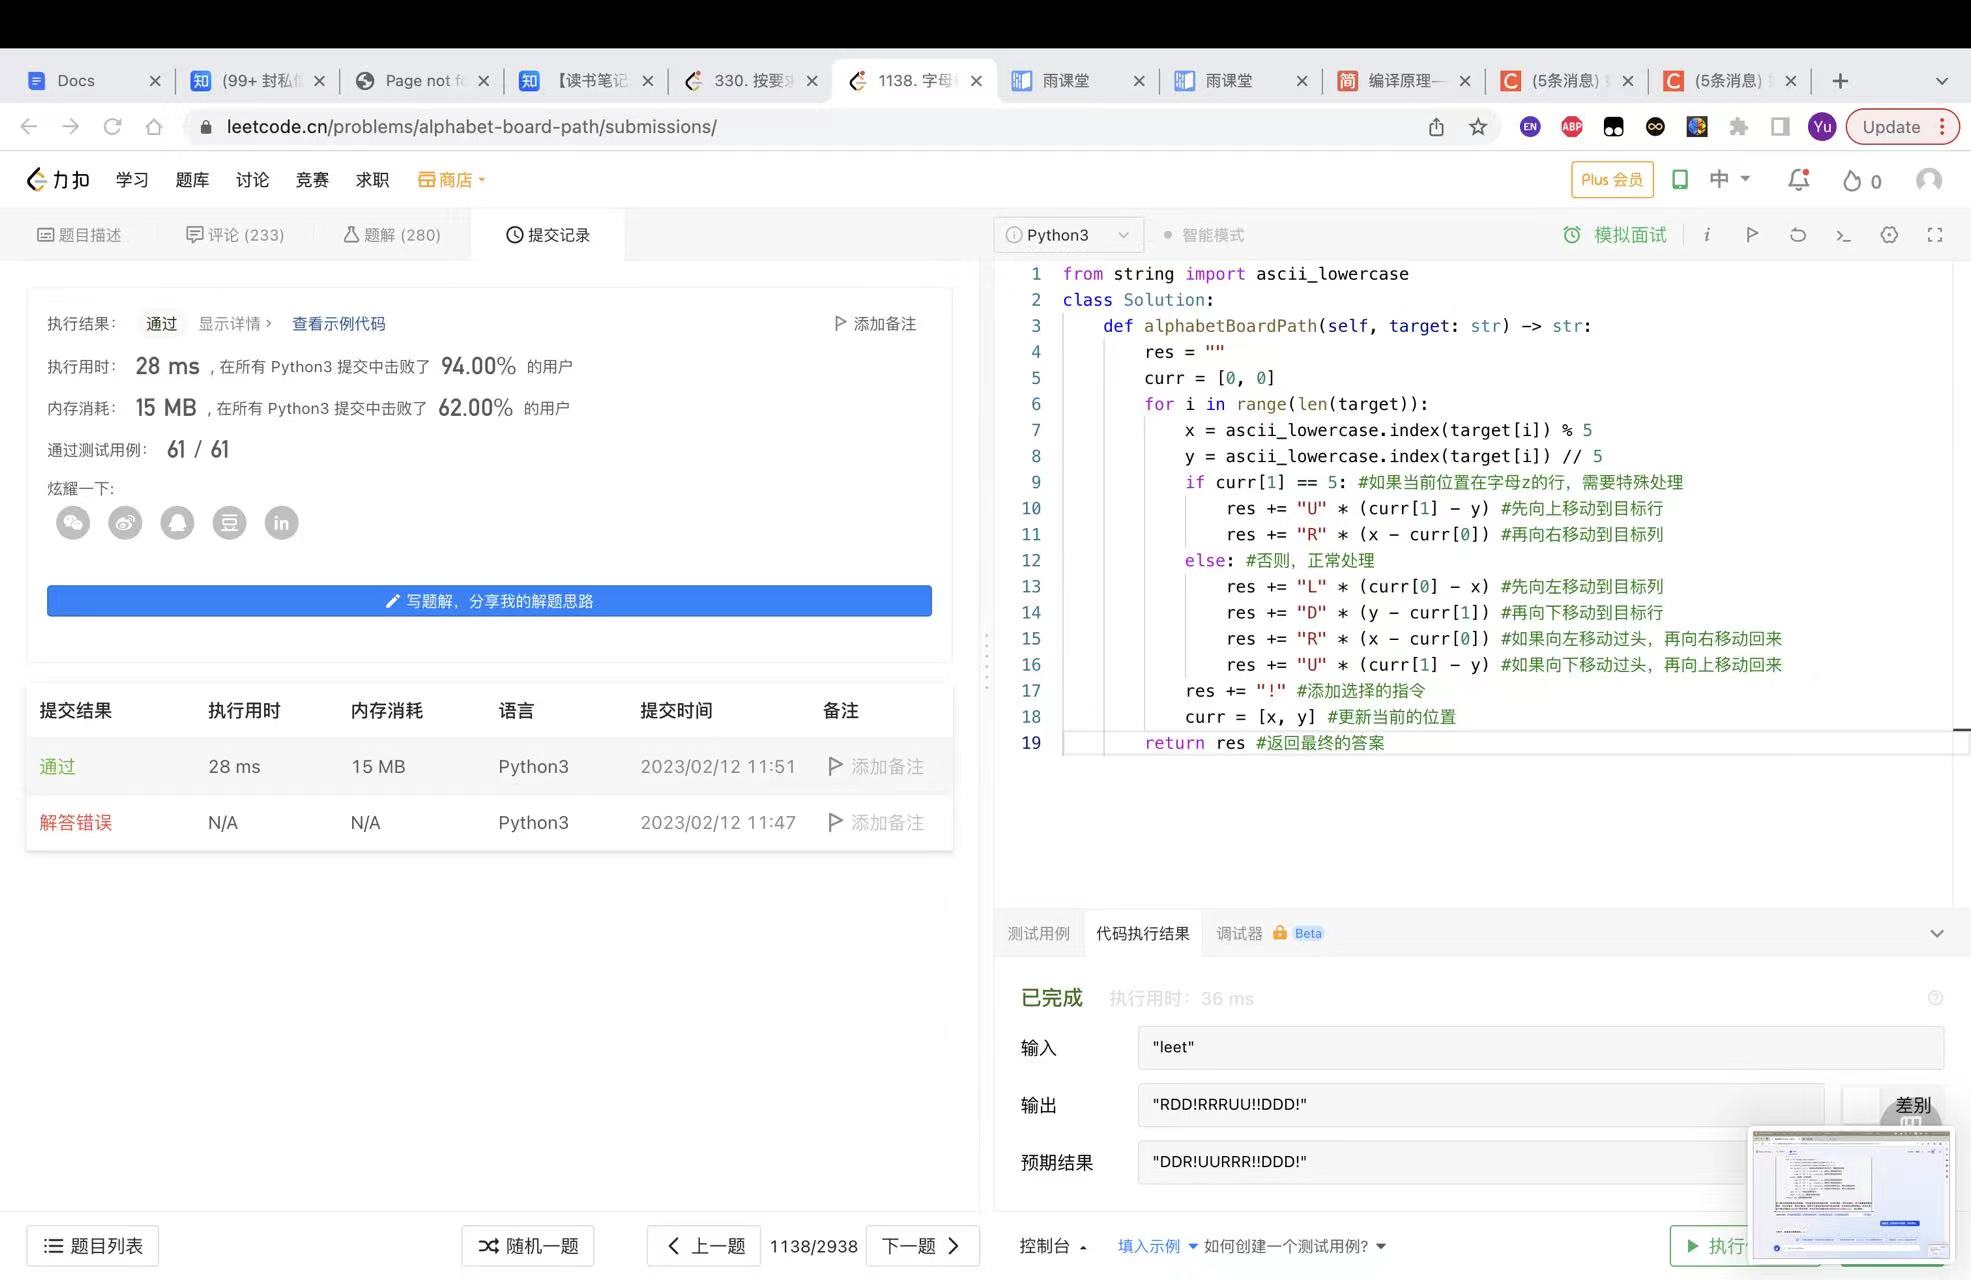 Docs
知 (99+ 封私信
Page not fo
知 【读书笔记
330. 按要求
1138. 字母
雨课堂
雨课堂
简 编译原理—
C (5条消息)
C (5条消息)
leetcode.cn/problems/alphabet-board-path/submissions/
EN
ABP
Yu
Update
力扣
学习
题库
讨论
竞赛
求职
商店
Plus 会员
中
0
题目描述
评论 (233)
题解 (280)
提交记录
Python3
智能模式
模拟面试
执行结果： 通过 显示详情 › 查看示例代码
添加备注
执行用时： 28 ms , 在所有 Python3 提交中击败了 94.00% 的用户
内存消耗： 15 MB , 在所有 Python3 提交中击败了 62.00% 的用户
通过测试用例： 61 / 61
炫耀一下:
写题解，分享我的解题思路
提交结果 执行用时 内存消耗 语言 提交时间 备注
通过 28 ms 15 MB Python3 2023/02/12 11:51 添加备注
解答错误 N/A N/A Python3 2023/02/12 11:47 添加备注
1 from string import ascii_lowercase
2 class Solution:
3 def alphabetBoardPath(self, target: str) -> str:
4 res = ""
5 curr = [0, 0]
6 for i in range(len(target)):
7 x = ascii_lowercase.index(target[i]) % 5
8 y = ascii_lowercase.index(target[i]) // 5
9 if curr[1] == 5: #如果当前位置在字母z的行，需要特殊处理
10 res += "U" * (curr[1] - y) #先向上移动到目标行
11 res += "R" * (x - curr[0]) #再向右移动到目标列
12 else: #否则，正常处理
13 res += "L" * (curr[0] - x) #先向左移动到目标列
14 res += "D" * (y - curr[1]) #再向下移动到目标行
15 res += "R" * (x - curr[0]) #如果向左移动过头，再向右移动回来
16 res += "U" * (curr[1] - y) #如果向下移动过头，再向上移动回来
17 res += "!" #添加选择的指令
18 curr = [x, y] #更新当前的位置
19 return res #返回最终的答案
测试用例
代码执行结果
调试器 Beta
已完成 执行用时：36 ms
输入 "leet"
输出 "RDD!RRRUU!!DDD!"
差别
预期结果 "DDR!UURRR!!DDD!"
题目列表
随机一题
上一题
1138/2938
下一题
控制台
填入示例
如何创建一个测试用例?
执行